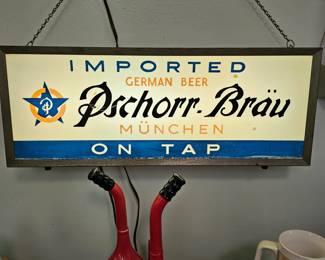 IMPORTED
GERMAN BEER
Pschorr-Bräu
MÜNCHEN
ON TAP